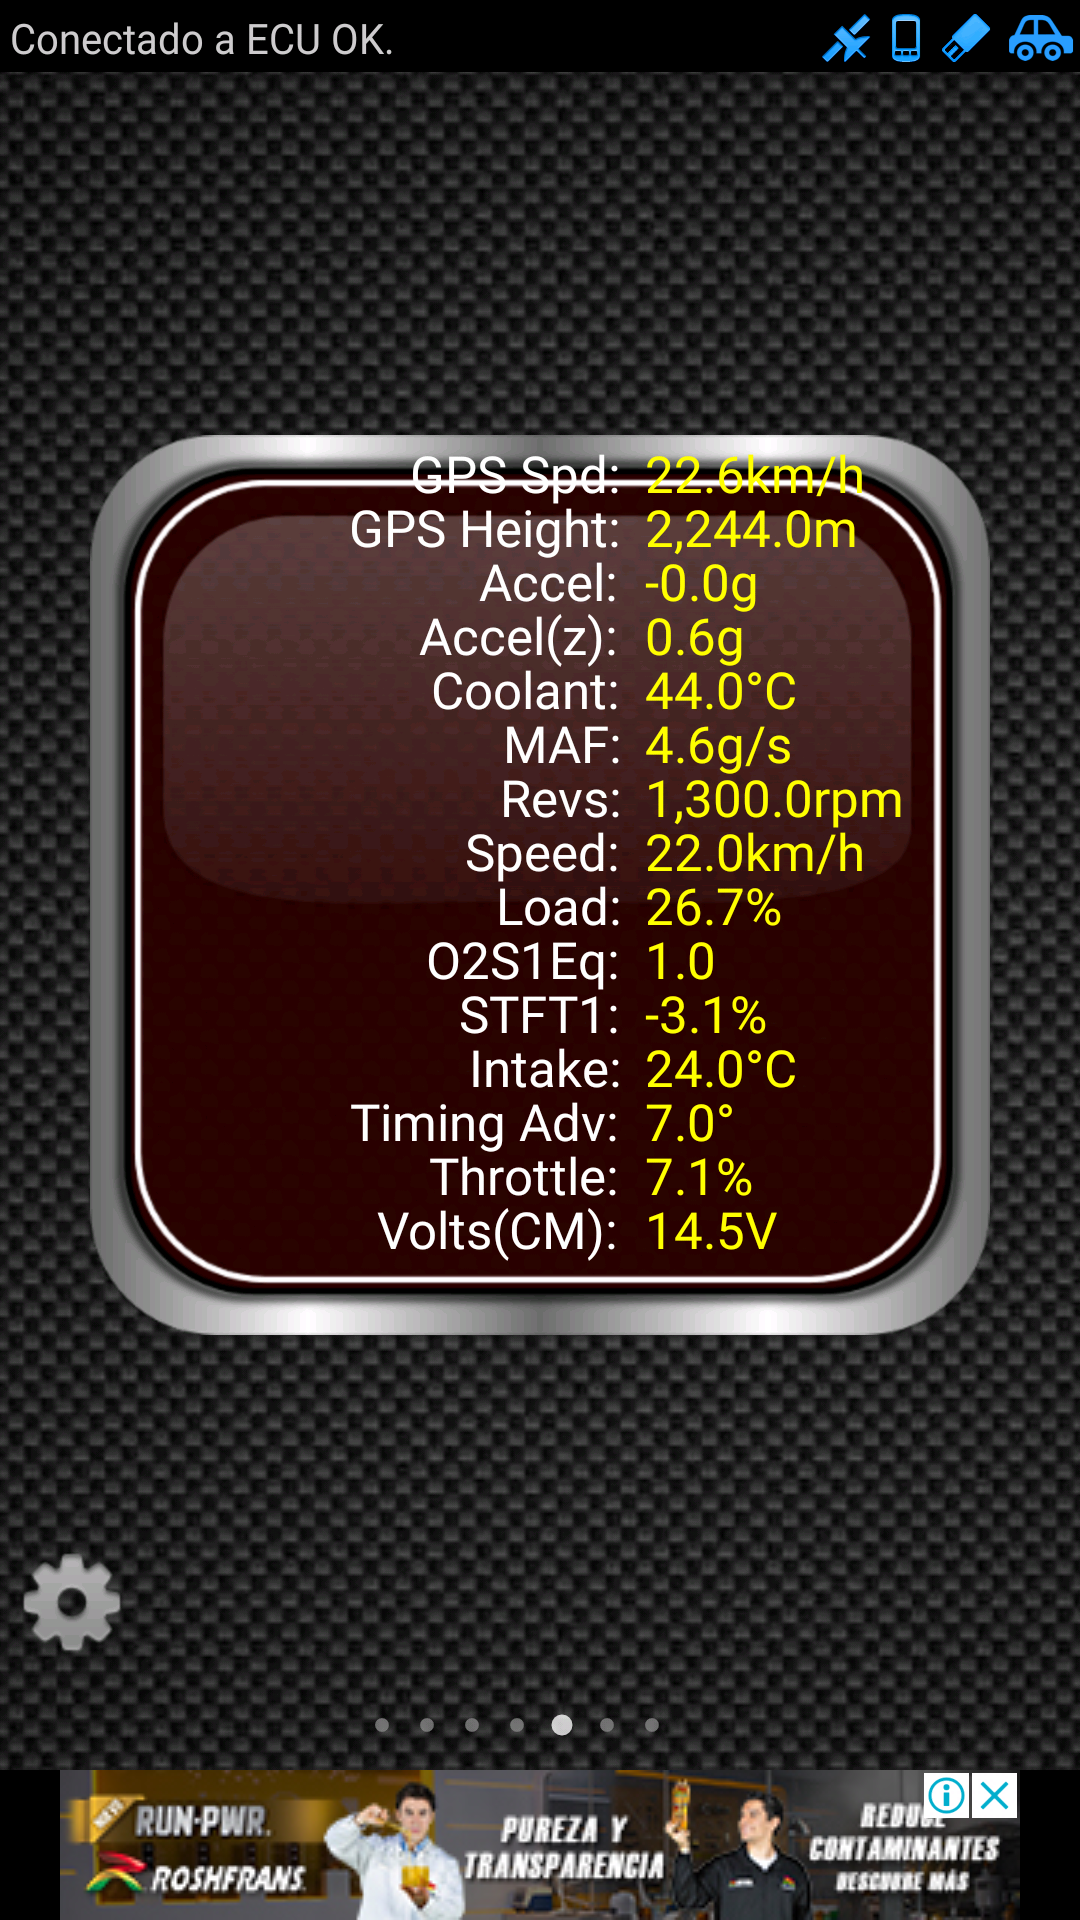 Conectado a ECU OK.
GPS Spd: 22.6km/h
GPS Height: 2,244.0m
Accel: -0.0g
Accel(z): 0.6g
Coolant: 44.0°C
MAF: 4.6g/s
Revs: 1,300.0rpm
Speed: 22.0km/h
Load: 26.7%
O2S1Eq: 1.0
STFT1: -3.1%
Intake: 24.0°C
Timing Adv: 7.0°
Throttle: 7.1%
Volts(CM): 14.5V
NUEVO
RUN-PWR.
ROSHFRANS
PUREZA Y
TRANSPARENCIA
REDUCE
CONTAMINANTES
DESCUBRE MÁS